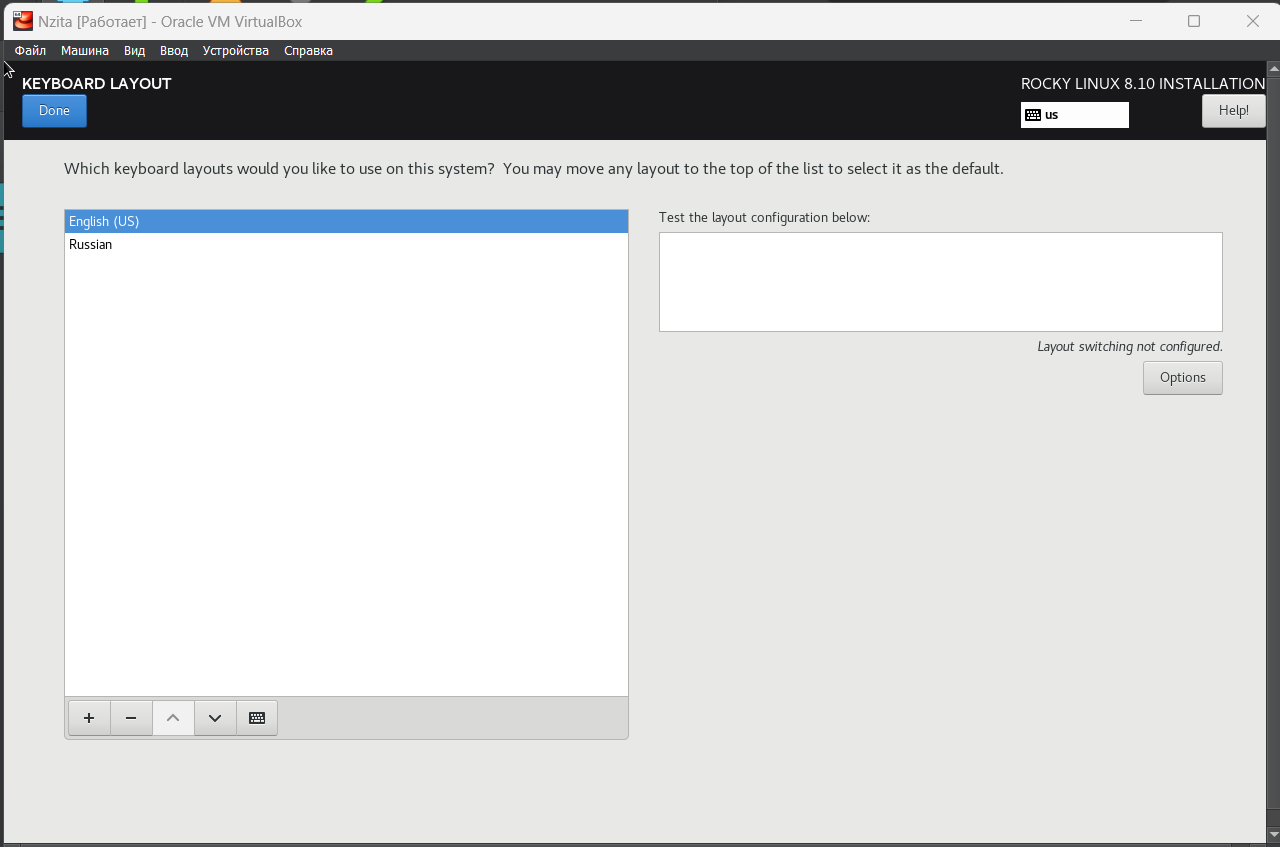 Nzita [Работает] - Oracle VM VirtualBox
Файл Машина Вид Ввод Устройства Справка
KEYBOARD LAYOUT
ROCKY LINUX 8.10 INSTALLATION
Done
us
Help!
Which keyboard layouts would you like to use on this system?  You may move any layout to the top of the list to select it as the default.
English (US)
Russian
Test the layout configuration below:
Layout switching not configured.
Options